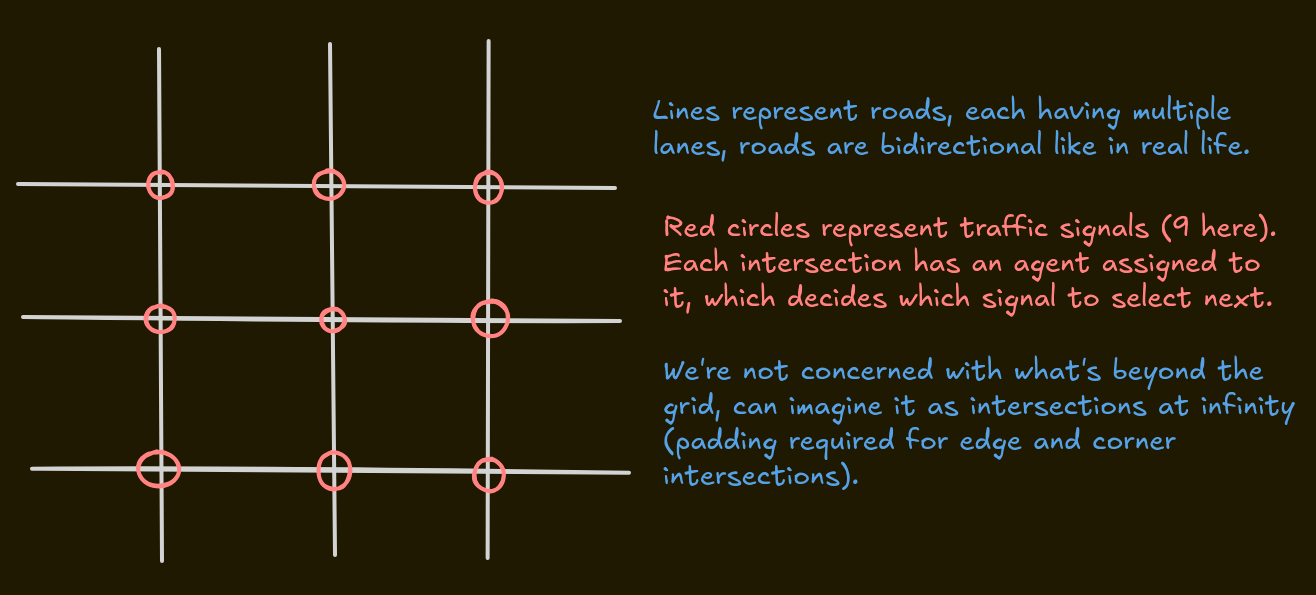 Lines represent roads, each having multiple
lanes, roads are bidirectional like in real life.
Red circles represent traffic signals (9 here).
Each intersection has an agent assigned to
it, which decides which signal to select next.
We're not concerned with what's beyond the
grid, can imagine it as intersections at infinity
(padding required for edge and corner
intersections).